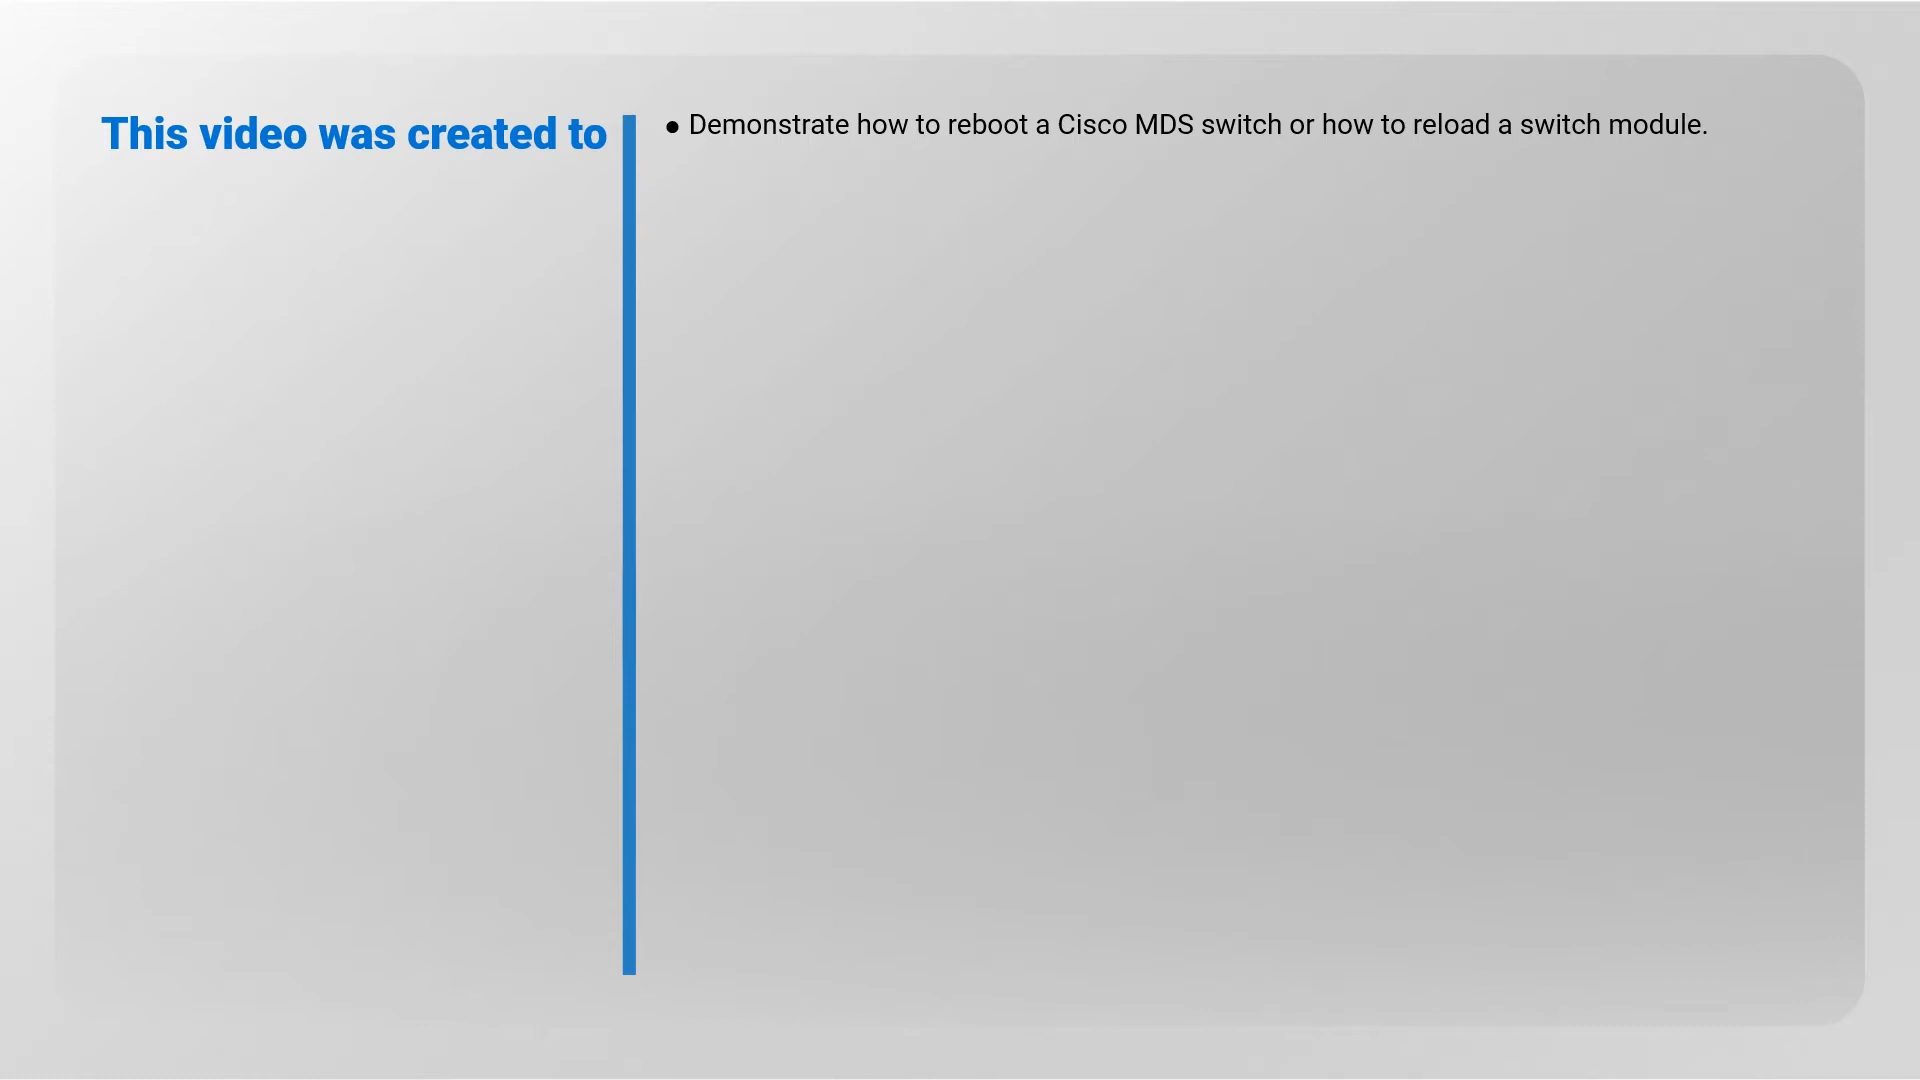 This video was created to
● Demonstrate how to reboot a Cisco MDS switch or how to reload a switch module.